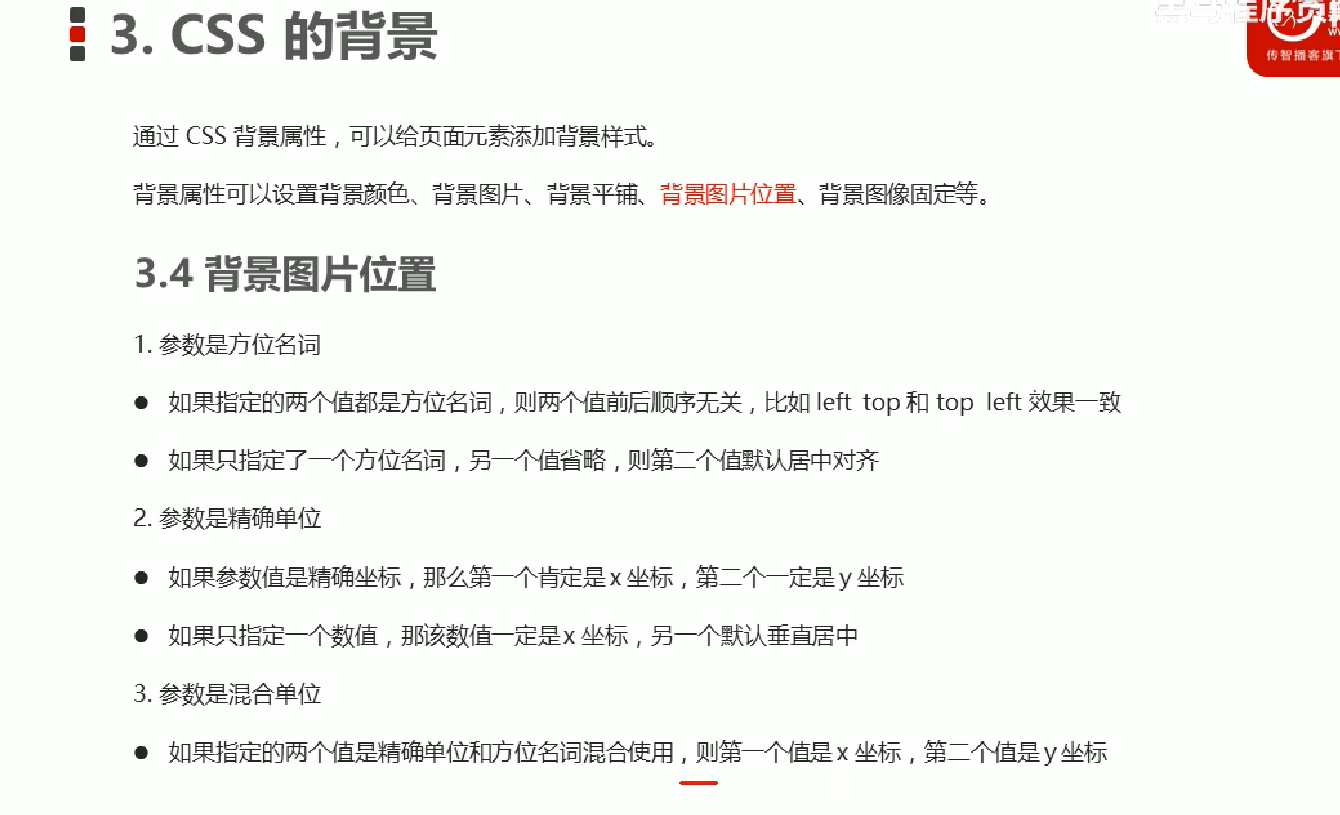 3. CSS 的背景
通过 CSS 背景属性，可以给页面元素添加背景样式。
背景属性可以设置背景颜色、背景图片、背景平铺、背景图片位置、背景图像固定等。
3.4 背景图片位置
1. 参数是方位名词
● 如果指定的两个值都是方位名词，则两个值前后顺序无关，比如 left top 和 top left 效果一致
● 如果只指定了一个方位名词，另一个值省略，则第二个值默认居中对齐
2. 参数是精确单位
● 如果参数值是精确坐标，那么第一个肯定是 x 坐标，第二个一定是 y 坐标
● 如果只指定一个数值，那该数值一定是 x 坐标，另一个默认垂直居中
3. 参数是混合单位
● 如果指定的两个值是精确单位和方位名词混合使用，则第一个值是 x 坐标，第二个值是 y 坐标
传智播客旗